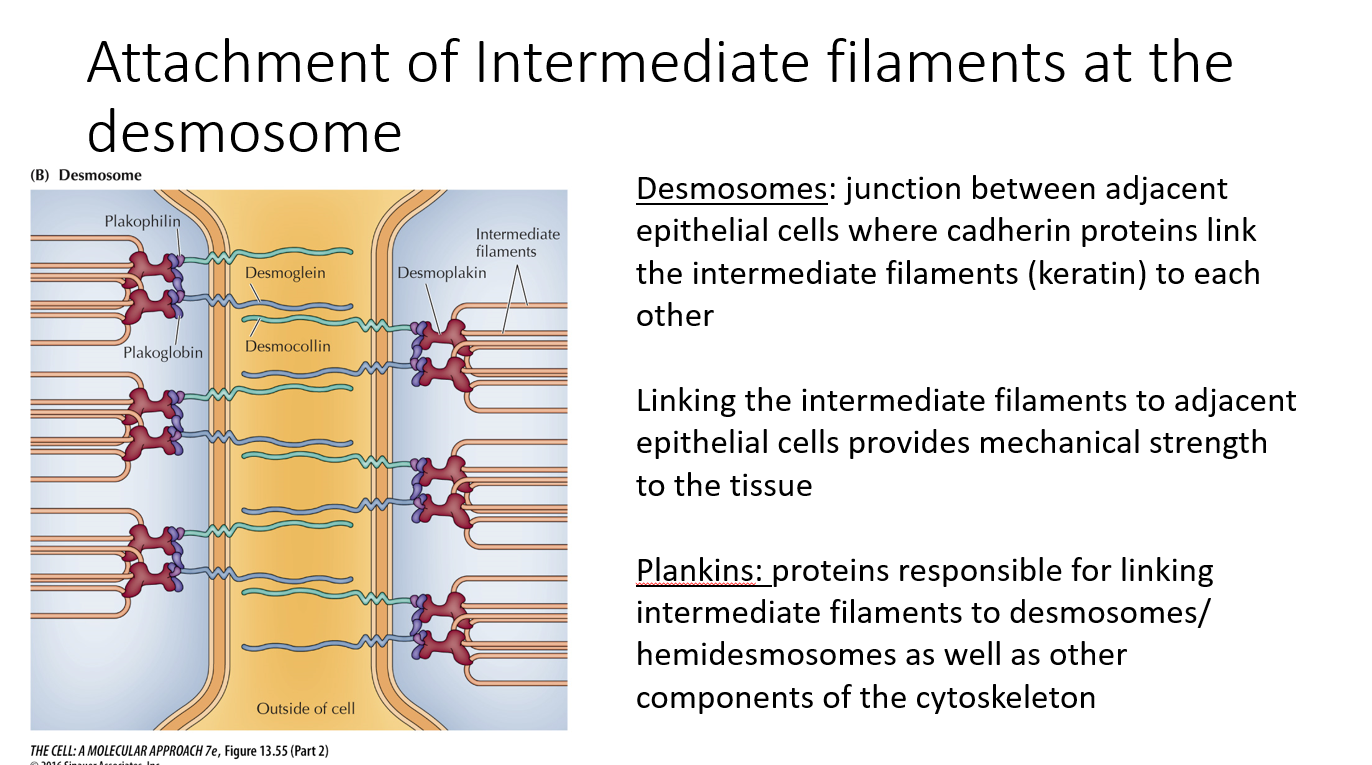 Attachment of Intermediate filaments at the
desmosome
(B) Desmosome
Plakophilin
Intermediate
filaments
Desmoglein
Desmoplakin
Desmocollin
Plakoglobin
Outside of cell
THE CELL: A MOLECULAR APPROACH 7e, Figure 13.55 (Part 2)
© 2016 Sinauer Associates, Inc.
Desmosomes: junction between adjacent
epithelial cells where cadherin proteins link
the intermediate filaments (keratin) to each
other
Linking the intermediate filaments to adjacent
epithelial cells provides mechanical strength
to the tissue
Plankins: proteins responsible for linking
intermediate filaments to desmosomes/
hemidesmosomes as well as other
components of the cytoskeleton